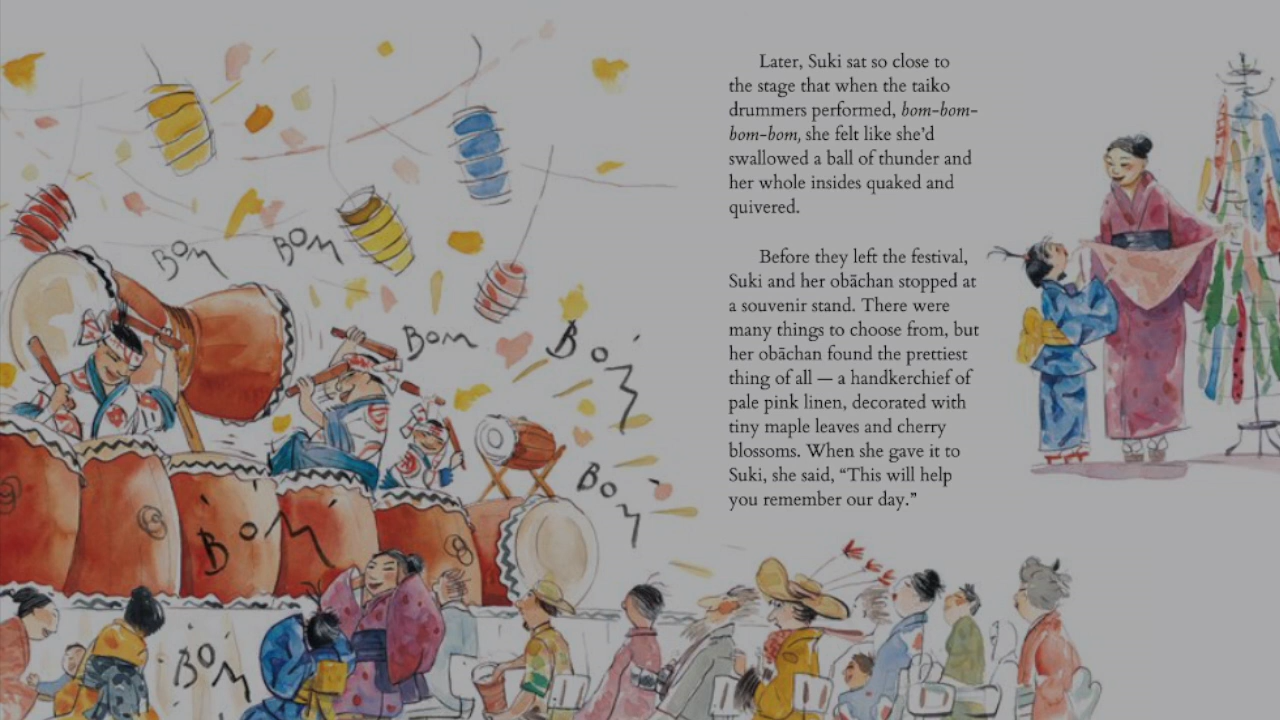 BOM
BOM
BOM
BOM
BOM
BOM
BOM
Later, Suki sat so close to
the stage that when the taiko
drummers performed, bom-bom-
bom-bom, she felt like she’d
swallowed a ball of thunder and
her whole insides quaked and
quivered.
Before they left the festival,
Suki and her obāchan stopped at
a souvenir stand. There were
many things to choose from, but
her obāchan found the prettiest
thing of all — a handkerchief of
pale pink linen, decorated with
tiny maple leaves and cherry
blossoms. When she gave it to
Suki, she said, “This will help
you remember our day.”